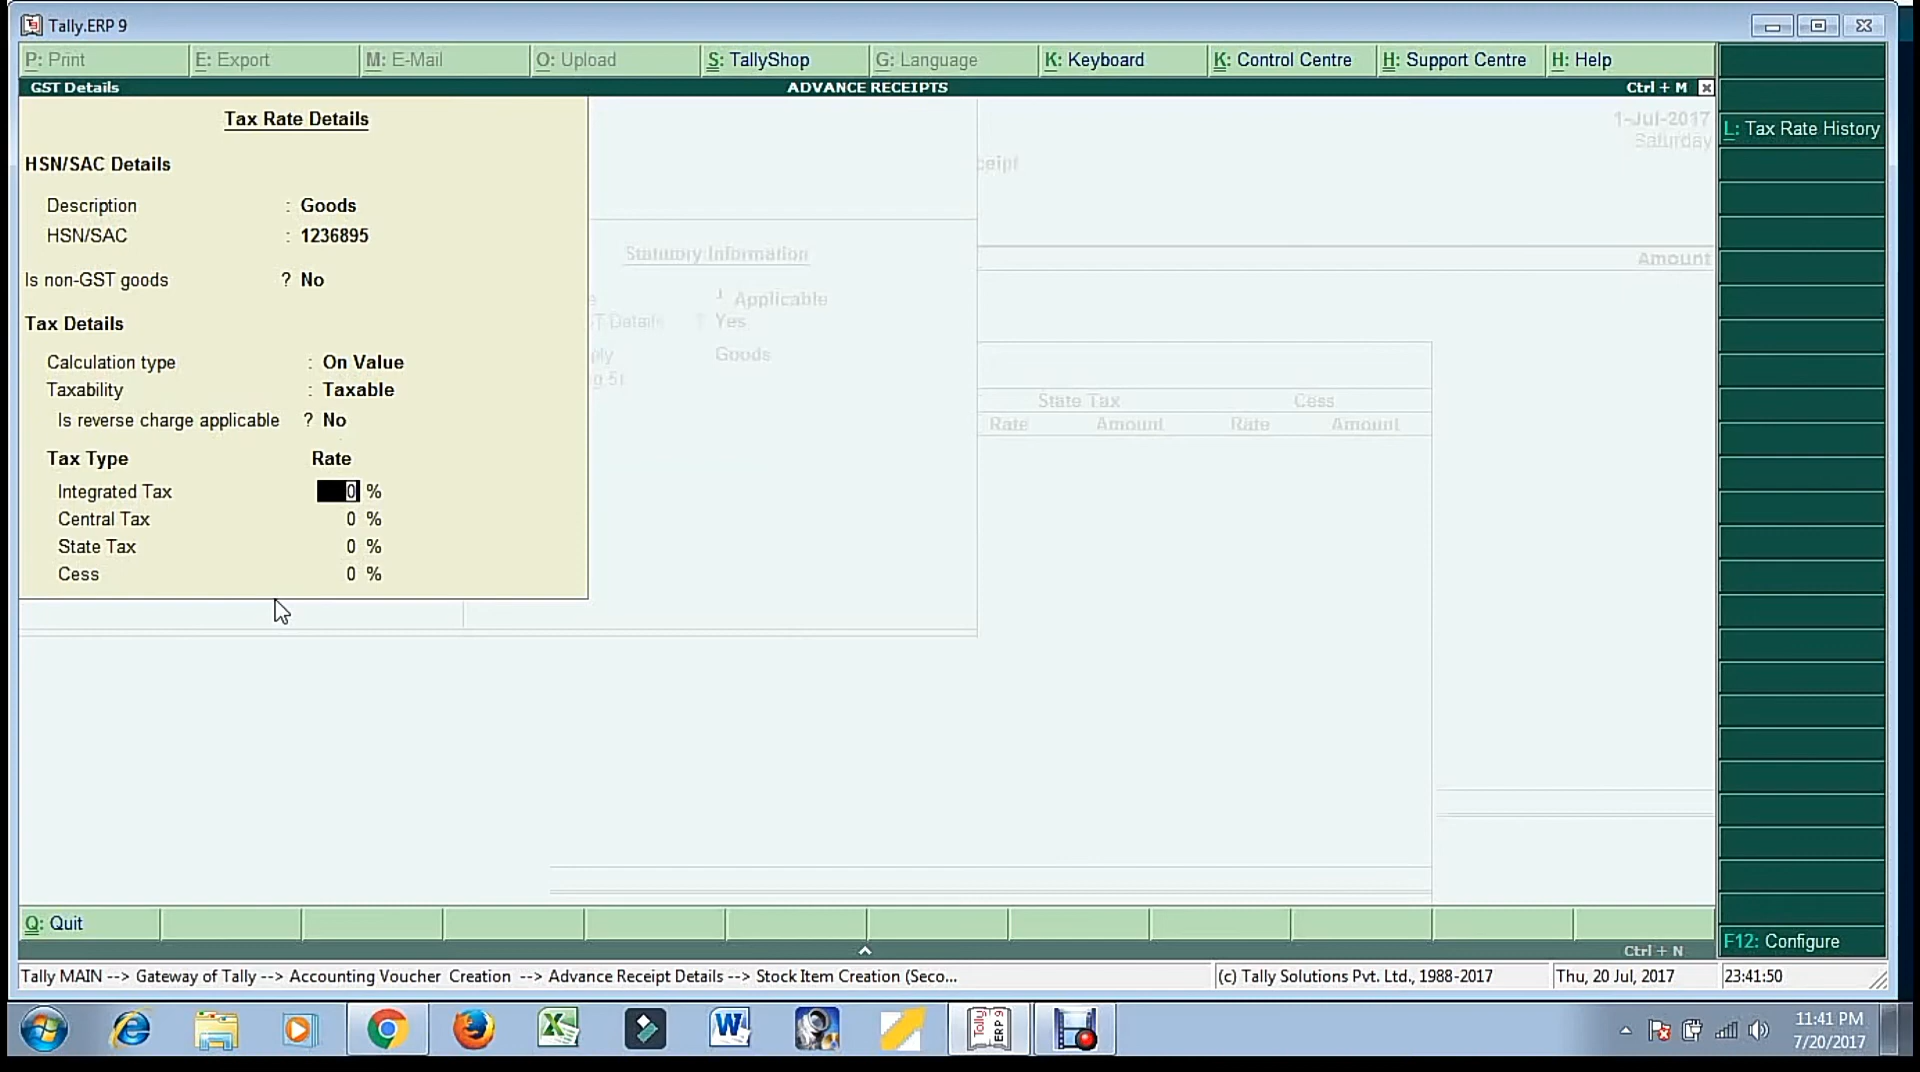 Tally.ERP 9
P: Print E: Export M: E-Mail O: Upload S: TallyShop G: Language K: Keyboard K: Control Centre H: Support Centre H: Help
GST Details ADVANCE RECEIPTS Ctrl + M
Tax Rate Details
1-Jul-2017
Saturday
L: Tax Rate History
HSN/SAC Details
ceipt
Description : Goods
HSN/SAC : 1236895
Statutory Information
Amount
Is non-GST goods ? No
e Applicable
Tax Details
T Details ? Yes
ply Goods
Calculation type : On Value
Taxability : Taxable
State Tax Cess
Is reverse charge applicable ? No
Rate Amount Rate Amount
Tax Type Rate
Integrated Tax 0 %
Central Tax 0 %
State Tax 0 %
Cess 0 %
Q: Quit
F12: Configure
Ctrl + N
Tally MAIN --> Gateway of Tally --> Accounting Voucher Creation --> Advance Receipt Details --> Stock Item Creation (Seco... (c) Tally Solutions Pvt. Ltd., 1988-2017 Thu, 20 Jul, 2017 23:41:50
Tally ERP 9
11:41 PM
7/20/2017